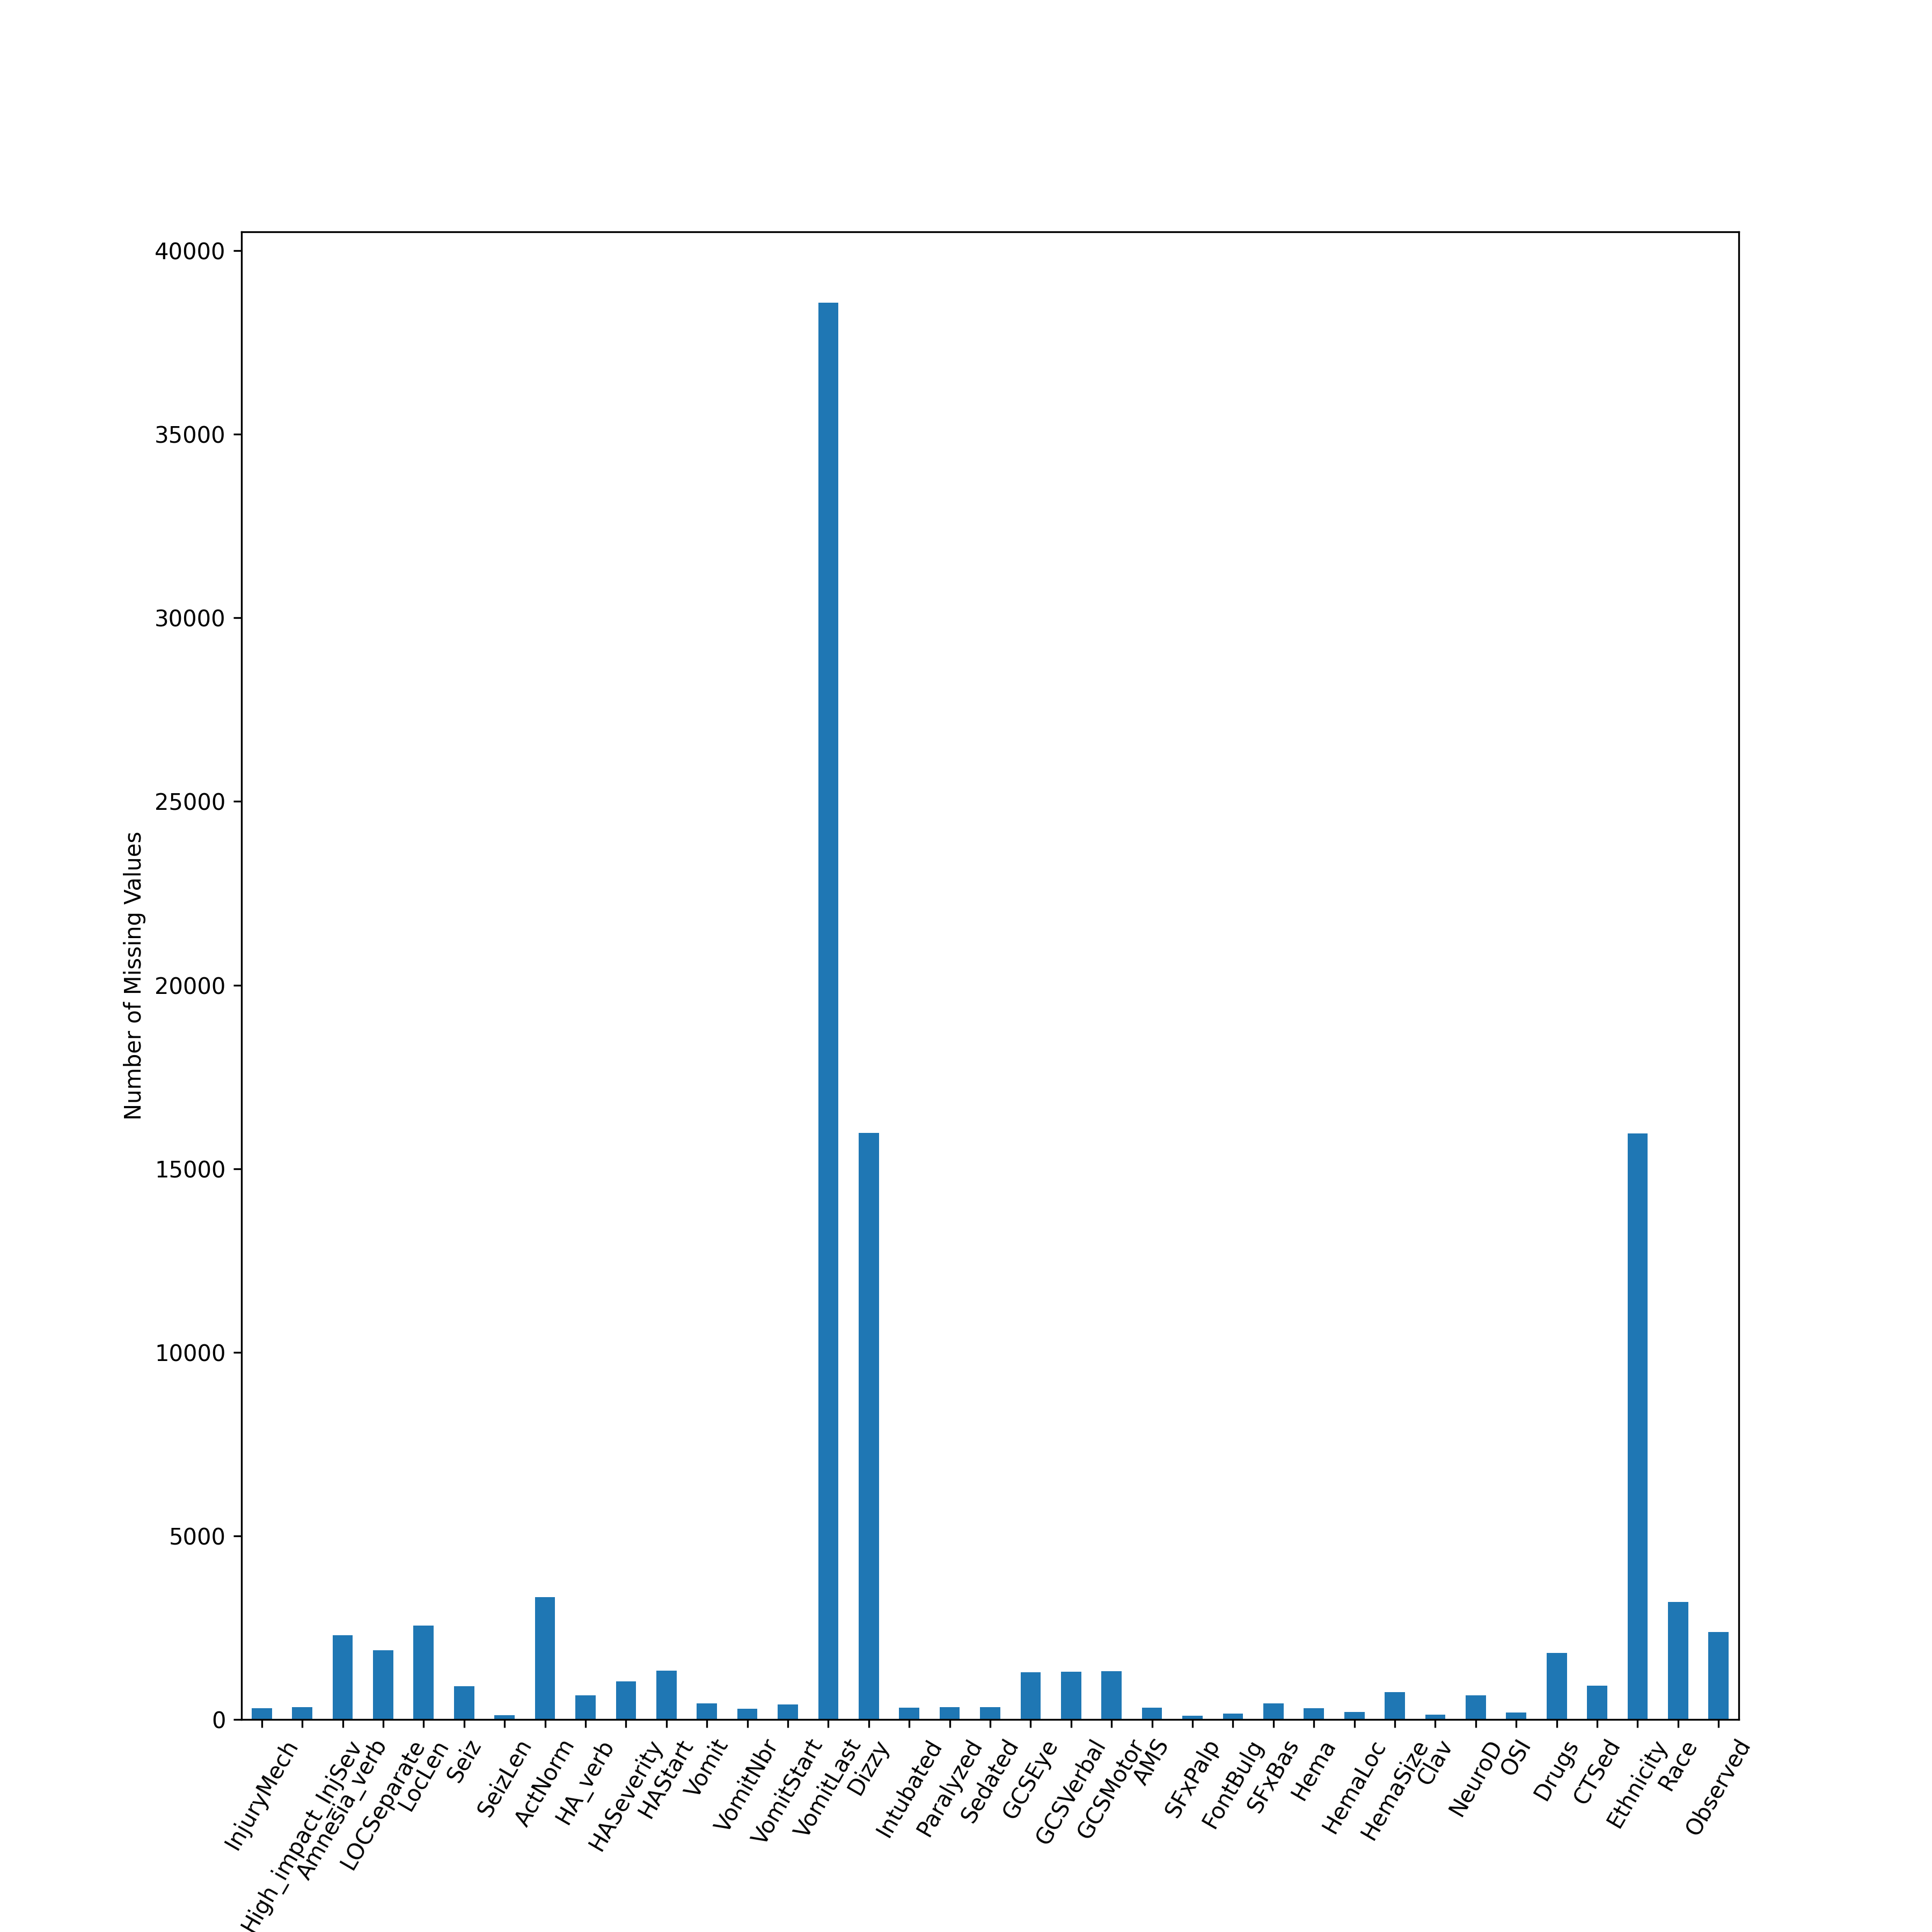 40000
35000
30000
25000
20000
15000
10000
5000
0
Number of Missing Values
InjuryMech
High_impact_InjSev
Amnesia_verb
LOCSeparate
LocLen
Seiz
SeizLen
ActNorm
HA_verb
HASeverity
HAStart
Vomit
VomitNbr
VomitStart
VomitLast
Dizzy
Intubated
Paralyzed
Sedated
GCSEye
GCSVerbal
GCSMotor
AMS
SFxPalp
FontBulg
SFxBas
Hema
HemaLoc
HemaSize
Clav
NeuroD
OSI
Drugs
CTSed
Ethnicity
Race
Observed